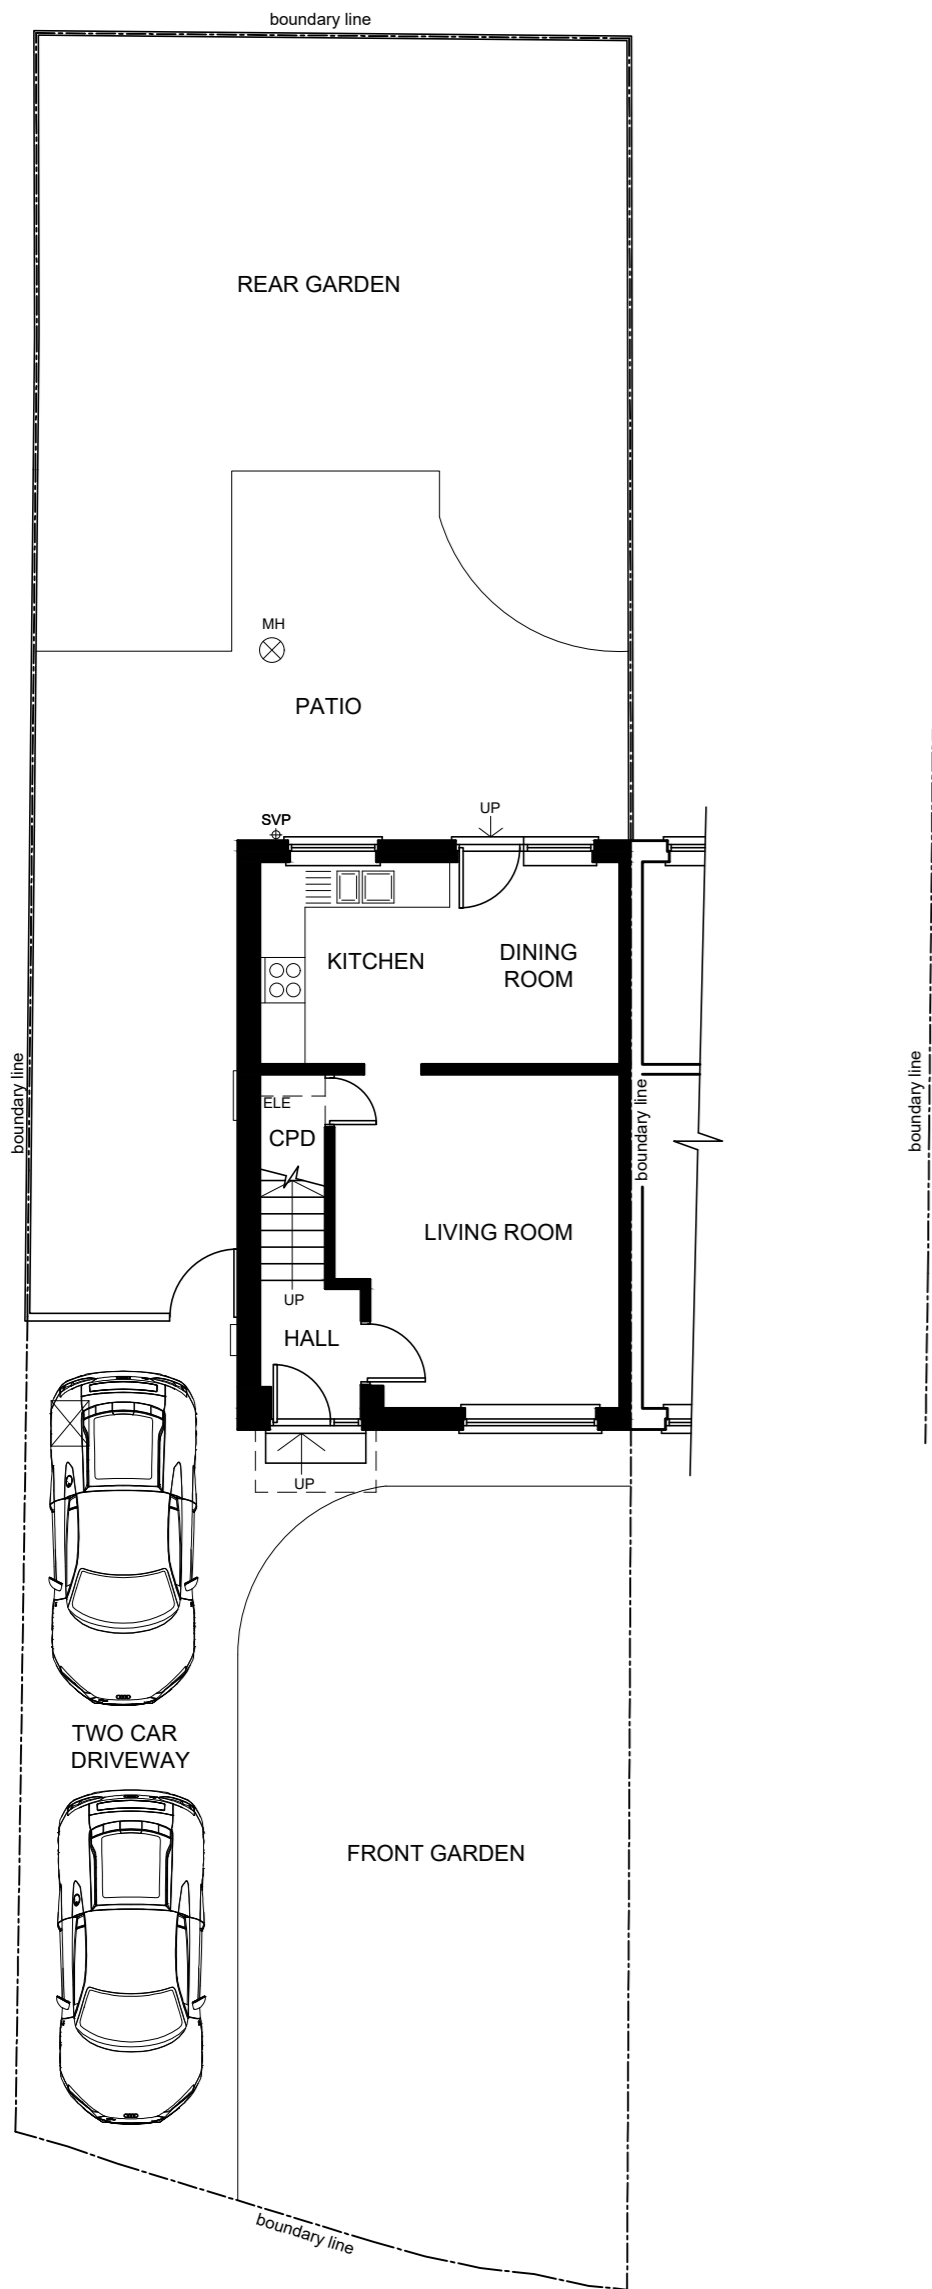 boundary line
REAR GARDEN
MH
PATIO
SVP
UP
KITCHEN
DINING
ROOM
boundary line
ELE
CPD
boundary line
boundary line
LIVING ROOM
UP
HALL
UP
TWO CAR
DRIVEWAY
FRONT GARDEN
boundary line